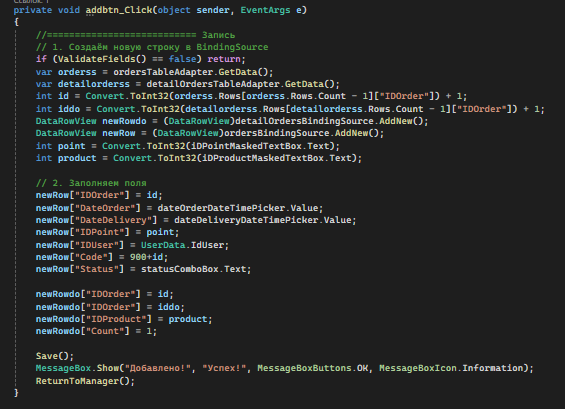 private void addbtn_Click(object sender, EventArgs e)
{
//=========================== Запись
// 1. Создаём новую строку в BindingSource
if (ValidateFields() == false) return;
var orderss = ordersTableAdapter.GetData();
var detailorderss = detailOrdersTableAdapter.GetData();
int id = Convert.ToInt32(orderss.Rows[orderss.Rows.Count - 1]["IDOrder"]) + 1;
int iddo = Convert.ToInt32(detailorderss.Rows[detailorderss.Rows.Count - 1]["IDOrder"]) + 1;
DataRowView newRowdo = (DataRowView)detailOrdersBindingSource.AddNew();
DataRowView newRow = (DataRowView)ordersBindingSource.AddNew();
int point = Convert.ToInt32(iDPointMaskedTextBox.Text);
int product = Convert.ToInt32(iDProductMaskedTextBox.Text);
// 2. Заполняем поля
newRow["IDOrder"] = id;
newRow["DateOrder"] = dateOrderDateTimePicker.Value;
newRow["DateDelivery"] = dateDeliveryDateTimePicker.Value;
newRow["IDPoint"] = point;
newRow["IDUser"] = UserData.IdUser;
newRow["Code"] = 900+id;
newRow["Status"] = statusComboBox.Text;
newRowdo["IDOrder"] = id;
newRowdo["IDOrder"] = iddo;
newRowdo["IDProduct"] = product;
newRowdo["Count"] = 1;
Save();
MessageBox.Show("Добавлено!", "Успех!", MessageBoxButtons.OK, MessageBoxIcon.Information);
ReturnToManager();
}